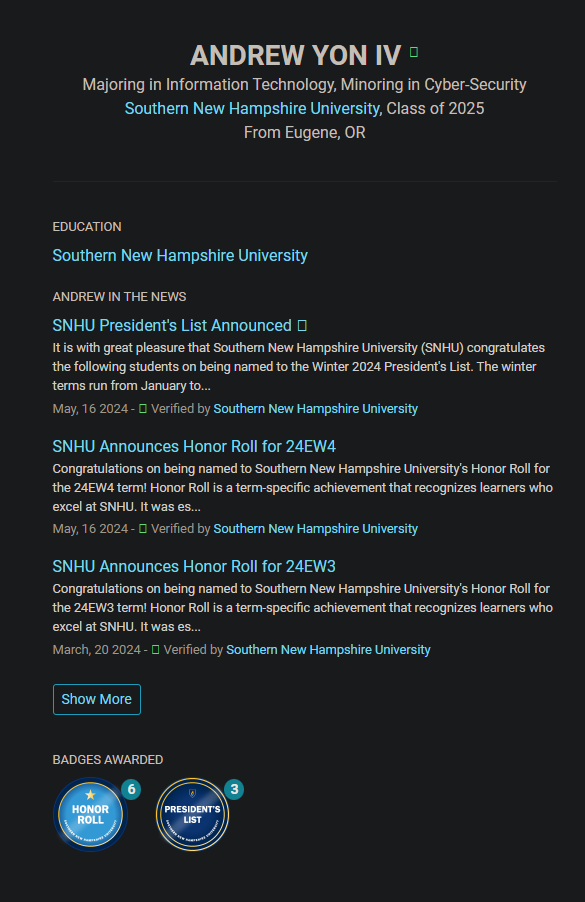 ANDREW YON IV
Majoring in Information Technology, Minoring in Cyber-Security
Southern New Hampshire University, Class of 2025
From Eugene, OR
EDUCATION
Southern New Hampshire University
ANDREW IN THE NEWS
SNHU President's List Announced
It is with great pleasure that Southern New Hampshire University (SNHU) congratulates
the following students on being named to the Winter 2024 President's List. The winter
terms run from January to...
May, 16 2024 - Verified by Southern New Hampshire University
SNHU Announces Honor Roll for 24EW4
Congratulations on being named to Southern New Hampshire University's Honor Roll for
the 24EW4 term! Honor Roll is a term-specific achievement that recognizes learners who
excel at SNHU. It was es...
May, 16 2024 - Verified by Southern New Hampshire University
SNHU Announces Honor Roll for 24EW3
Congratulations on being named to Southern New Hampshire University's Honor Roll for
the 24EW3 term! Honor Roll is a term-specific achievement that recognizes learners who
excel at SNHU. It was es...
March, 20 2024 - Verified by Southern New Hampshire University
Show More
BADGES AWARDED
6
HONOR
ROLL
SOUTHERN NEW HAMPSHIRE UNIVERSITY
3
PRESIDENT'S
LIST
SOUTHERN NEW HAMPSHIRE UNIVERSITY